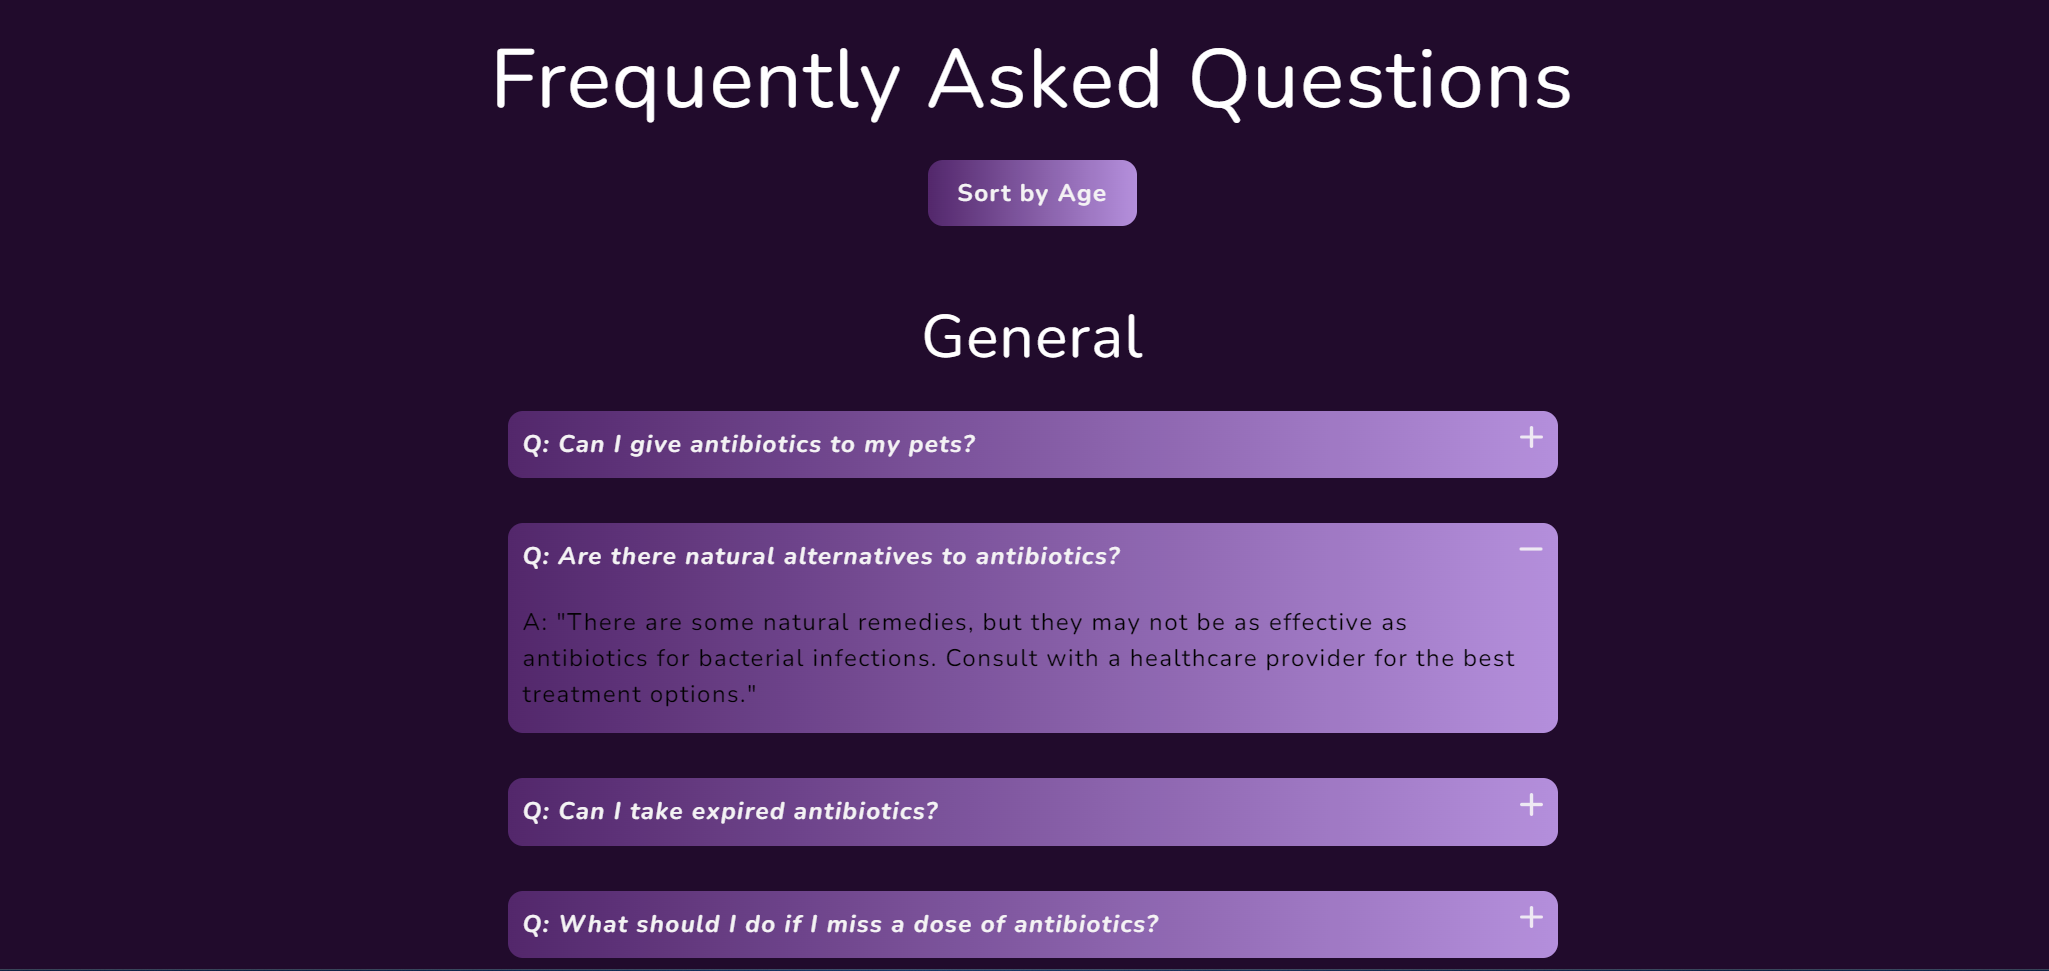 Frequently Asked Questions
Sort by Age
General
Q: Can I give antibiotics to my pets?
Q: Are there natural alternatives to antibiotics?
A: "There are some natural remedies, but they may not be as effective as
antibiotics for bacterial infections. Consult with a healthcare provider for the best
treatment options."
Q: Can I take expired antibiotics?
Q: What should I do if I miss a dose of antibiotics?